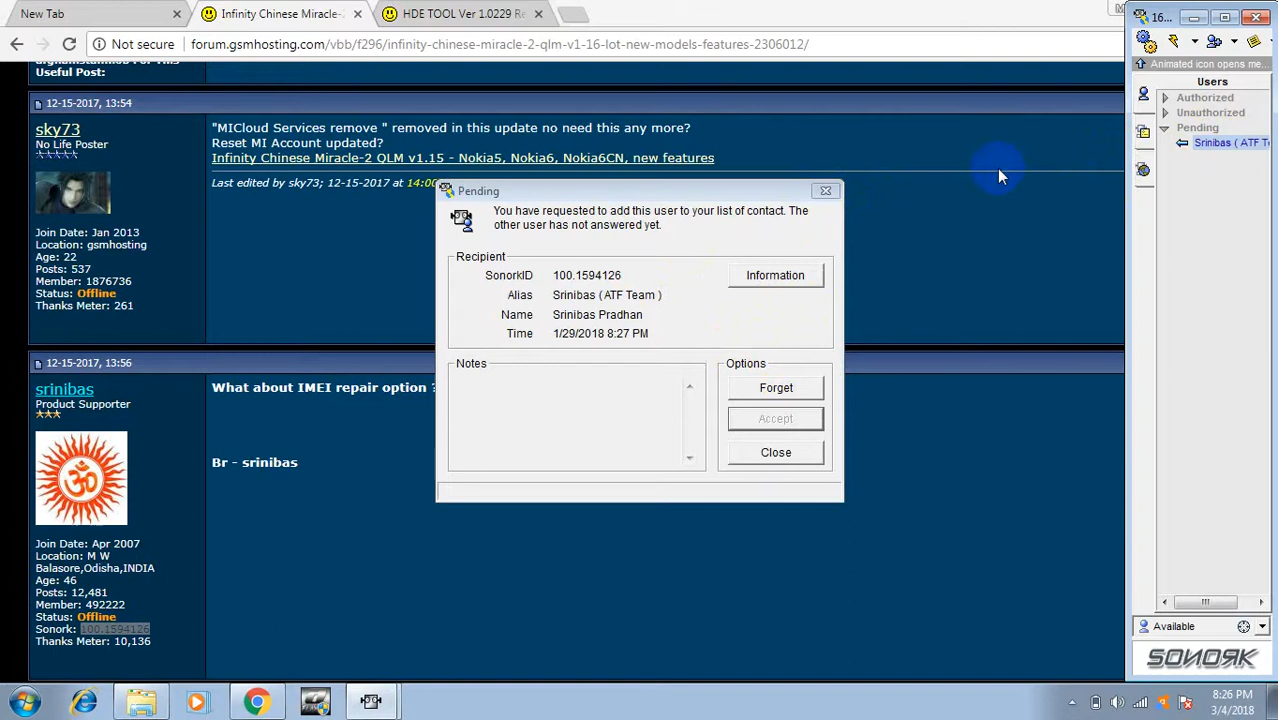 New Tab
Infinity Chinese Miracle-2
HDE TOOL Ver 1.0229 Re
Not secure
forum.gsmhosting.com/vbb/f296/infinity-chinese-miracle-2-qlm-v1-16-lot-new-models-features-2306012/
Useful Post:
12-15-2017, 13:54
sky73
No Life Poster
Join Date: Jan 2013
Location: gsmhosting
Age: 22
Posts: 537
Member: 1876736
Status: Offline
Thanks Meter: 261
"MICloud Services remove " removed in this update no need this any more?
Reset MI Account updated?
Infinity Chinese Miracle-2 QLM v1.15 - Nokia5, Nokia6, Nokia6CN, new features
Last edited by sky73; 12-15-2017 at 14:00
12-15-2017, 13:56
srinibas
Product Supporter
Join Date: Apr 2007
Location: M W
Balasore,Odisha,INDIA
Age: 46
Posts: 12,481
Member: 492222
Status: Offline
Sonork: 100.1594126
Thanks Meter: 10,136
What about IMEI repair option ?
Br - srinibas
Pending
You have requested to add this user to your list of contact. The
other user has not answered yet.
Recipient
SonorkID 100.1594126
Information
Alias Srinibas ( ATF Team )
Name Srinibas Pradhan
Time 1/29/2018 8:27 PM
Notes
Options
Forget
Accept
Close
16...
Animated icon opens me...
Users
Authorized
Unauthorized
Pending
Srinibas ( ATF T
Available
SONORK
8:26 PM
3/4/2018